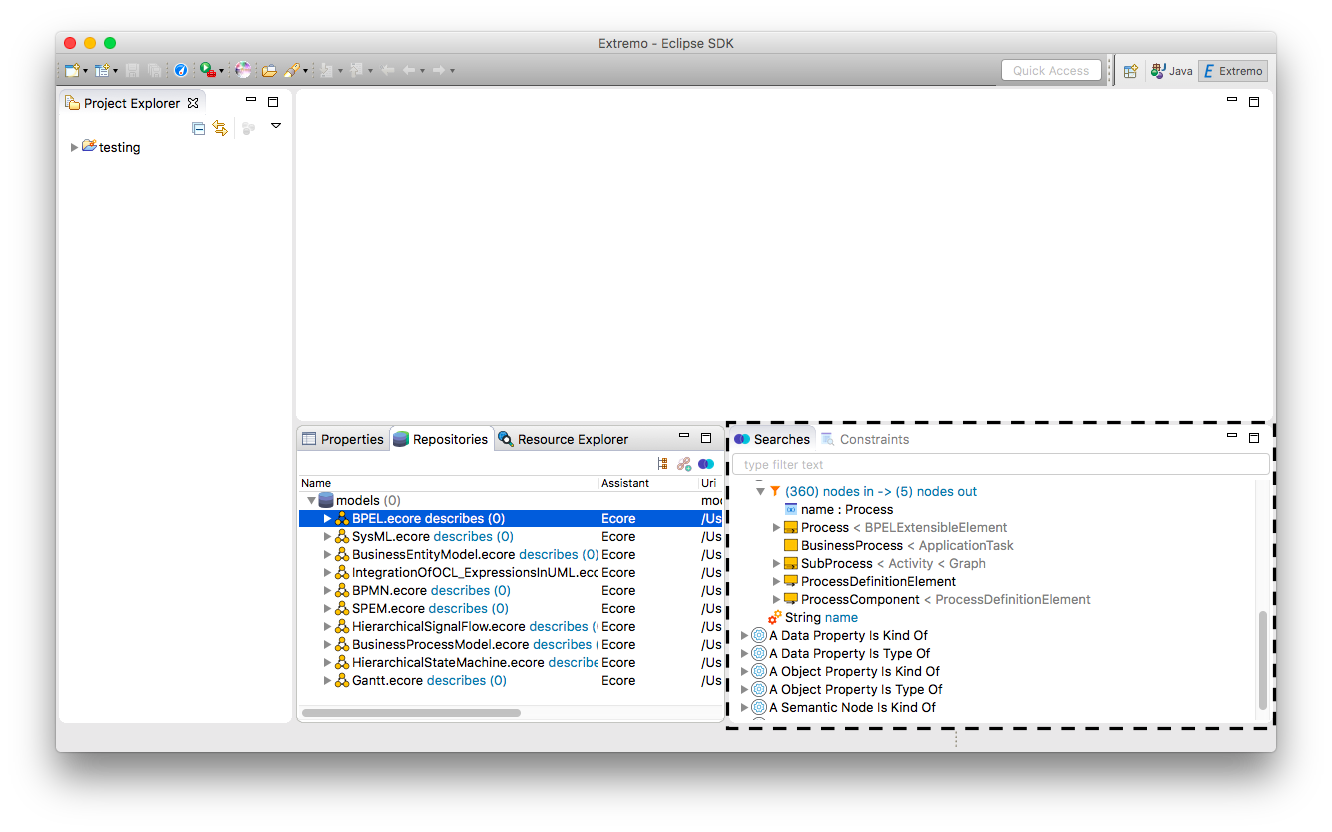 Extremo - Eclipse SDK
Quick Access
Java
Extremo
Project Explorer
testing
Properties
Repositories
Resource Explorer
Name Assistant Uri
models (0) mod
BPEL.ecore describes (0) Ecore /Us
SysML.ecore describes (0) Ecore /Us
BusinessEntityModel.ecore describes (0) Ecore /Us
IntegrationOfOCL_ExpressionsInUML.ecc Ecore /Us
BPMN.ecore describes (0) Ecore /Us
SPEM.ecore describes (0) Ecore /Us
HierarchicalSignalFlow.ecore describes ( Ecore /Us
BusinessProcessModel.ecore describes Ecore /Us
HierarchicalStateMachine.ecore describe Ecore /Us
Gantt.ecore describes (0) Ecore /Us
Searches
Constraints
type filter text
(360) nodes in -> (5) nodes out
name : Process
Process < BPELExtensibleElement
BusinessProcess < ApplicationTask
SubProcess < Activity < Graph
ProcessDefinitionElement
ProcessComponent < ProcessDefinitionElement
String name
A Data Property Is Kind Of
A Data Property Is Type Of
A Object Property Is Kind Of
A Object Property Is Type Of
A Semantic Node Is Kind Of